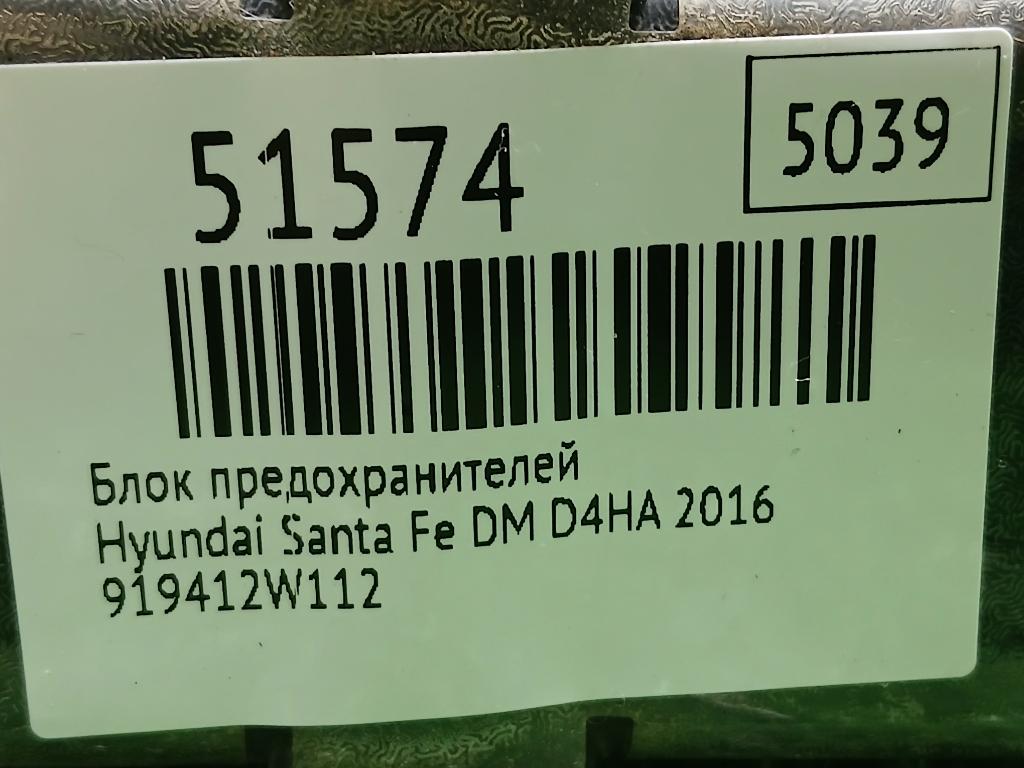 51574
5039
Блок предохранителей
Hyundai Santa Fe DM D4HA 2016
919412W112